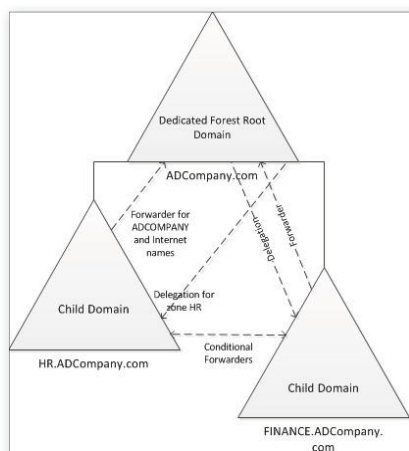 Dedicated Forest Root
Domain
ADCompany.com
Forwarder for
ADCOMPANY
and Internet
names
Delegation
Forwarder
Delegation for
zone HR
Child Domain
Conditional
Forwarders
HR.ADCompany.com
Child Domain
FINANCE.ADCompany.
com